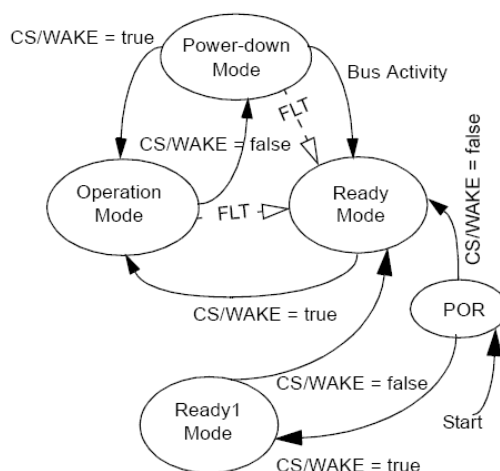 CS/WAKE = true
Power-down
Mode
Bus Activity
FLT
CS/WAKE = false
Operation
Mode
FLT
Ready
Mode
CS/WAKE = false
CS/WAKE = true
POR
CS/WAKE = false
Ready1
Mode
Start
CS/WAKE = true